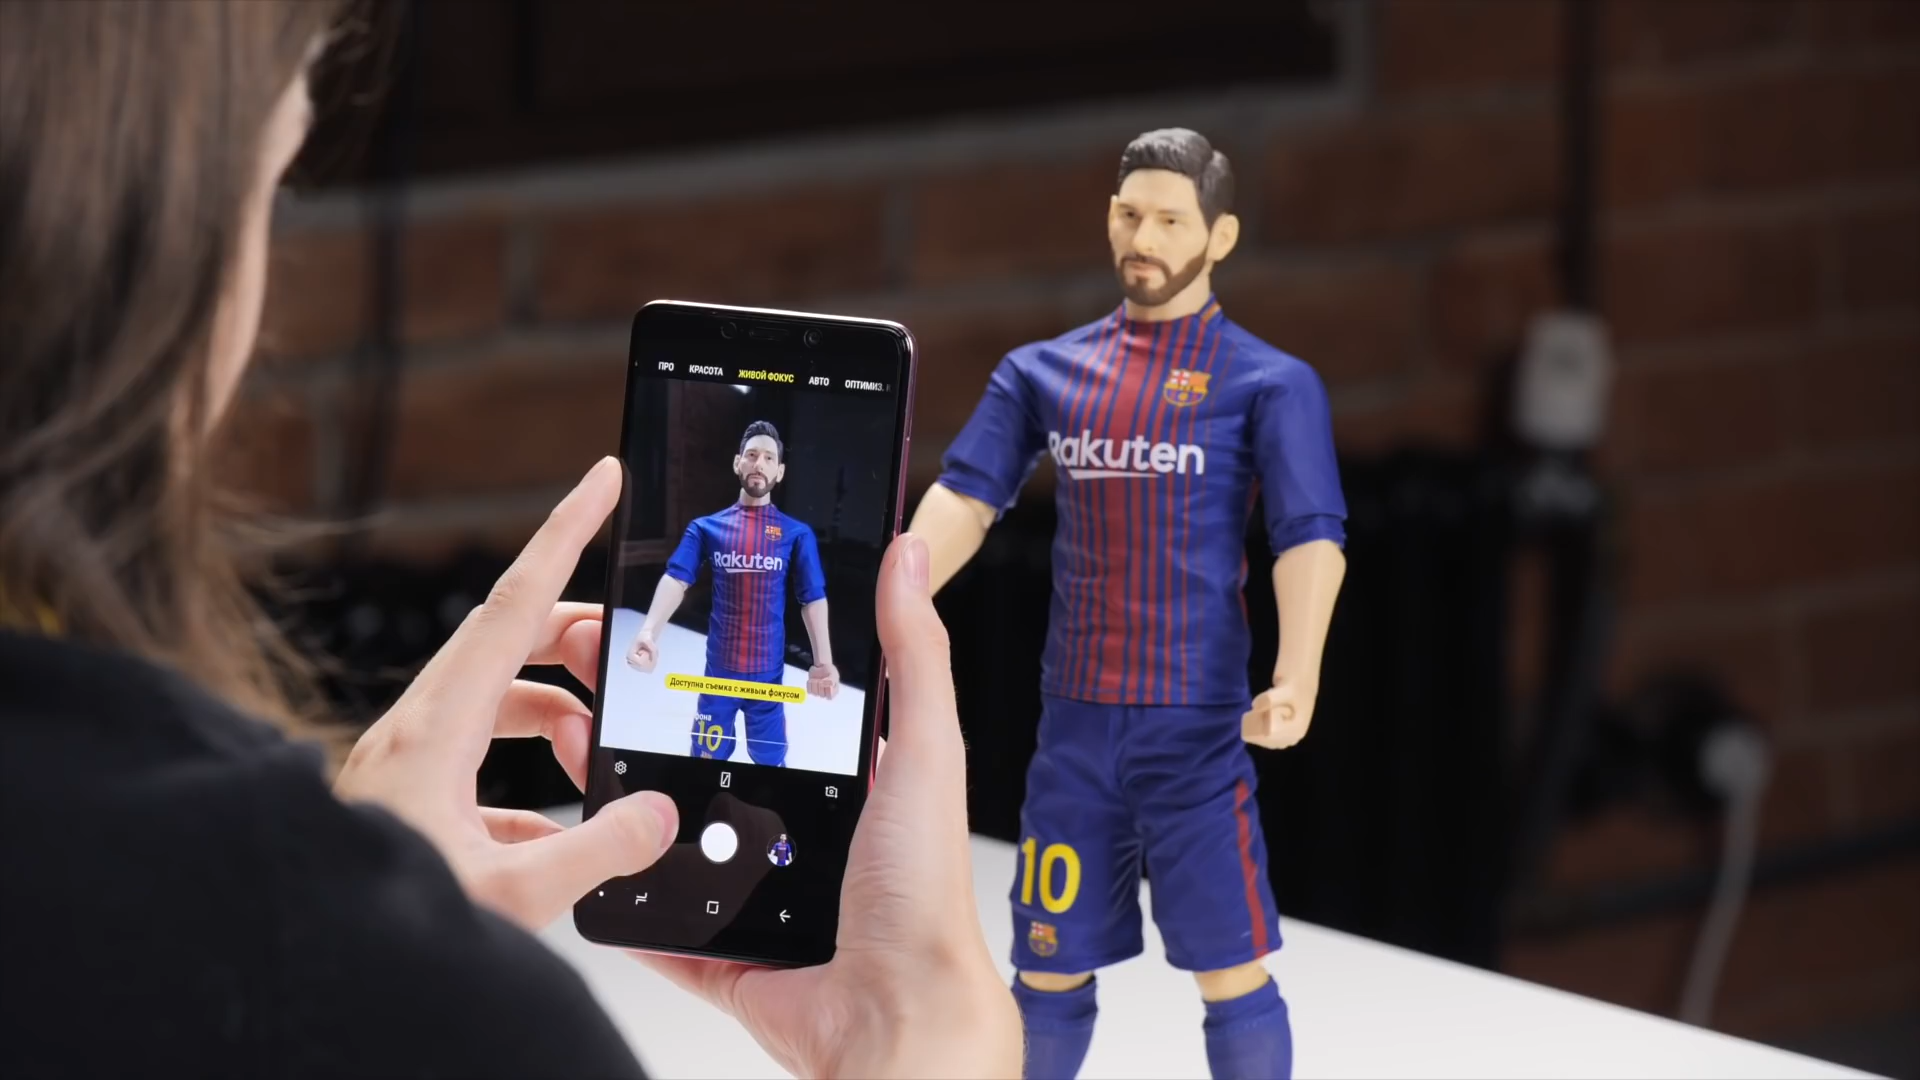 ПРО КРАСОТА ЖИВОЙ ФОКУС АВТО ОПТИМИЗ.
Rakuten
Доступна съемка с живым фокусом
10
Rakuten
10